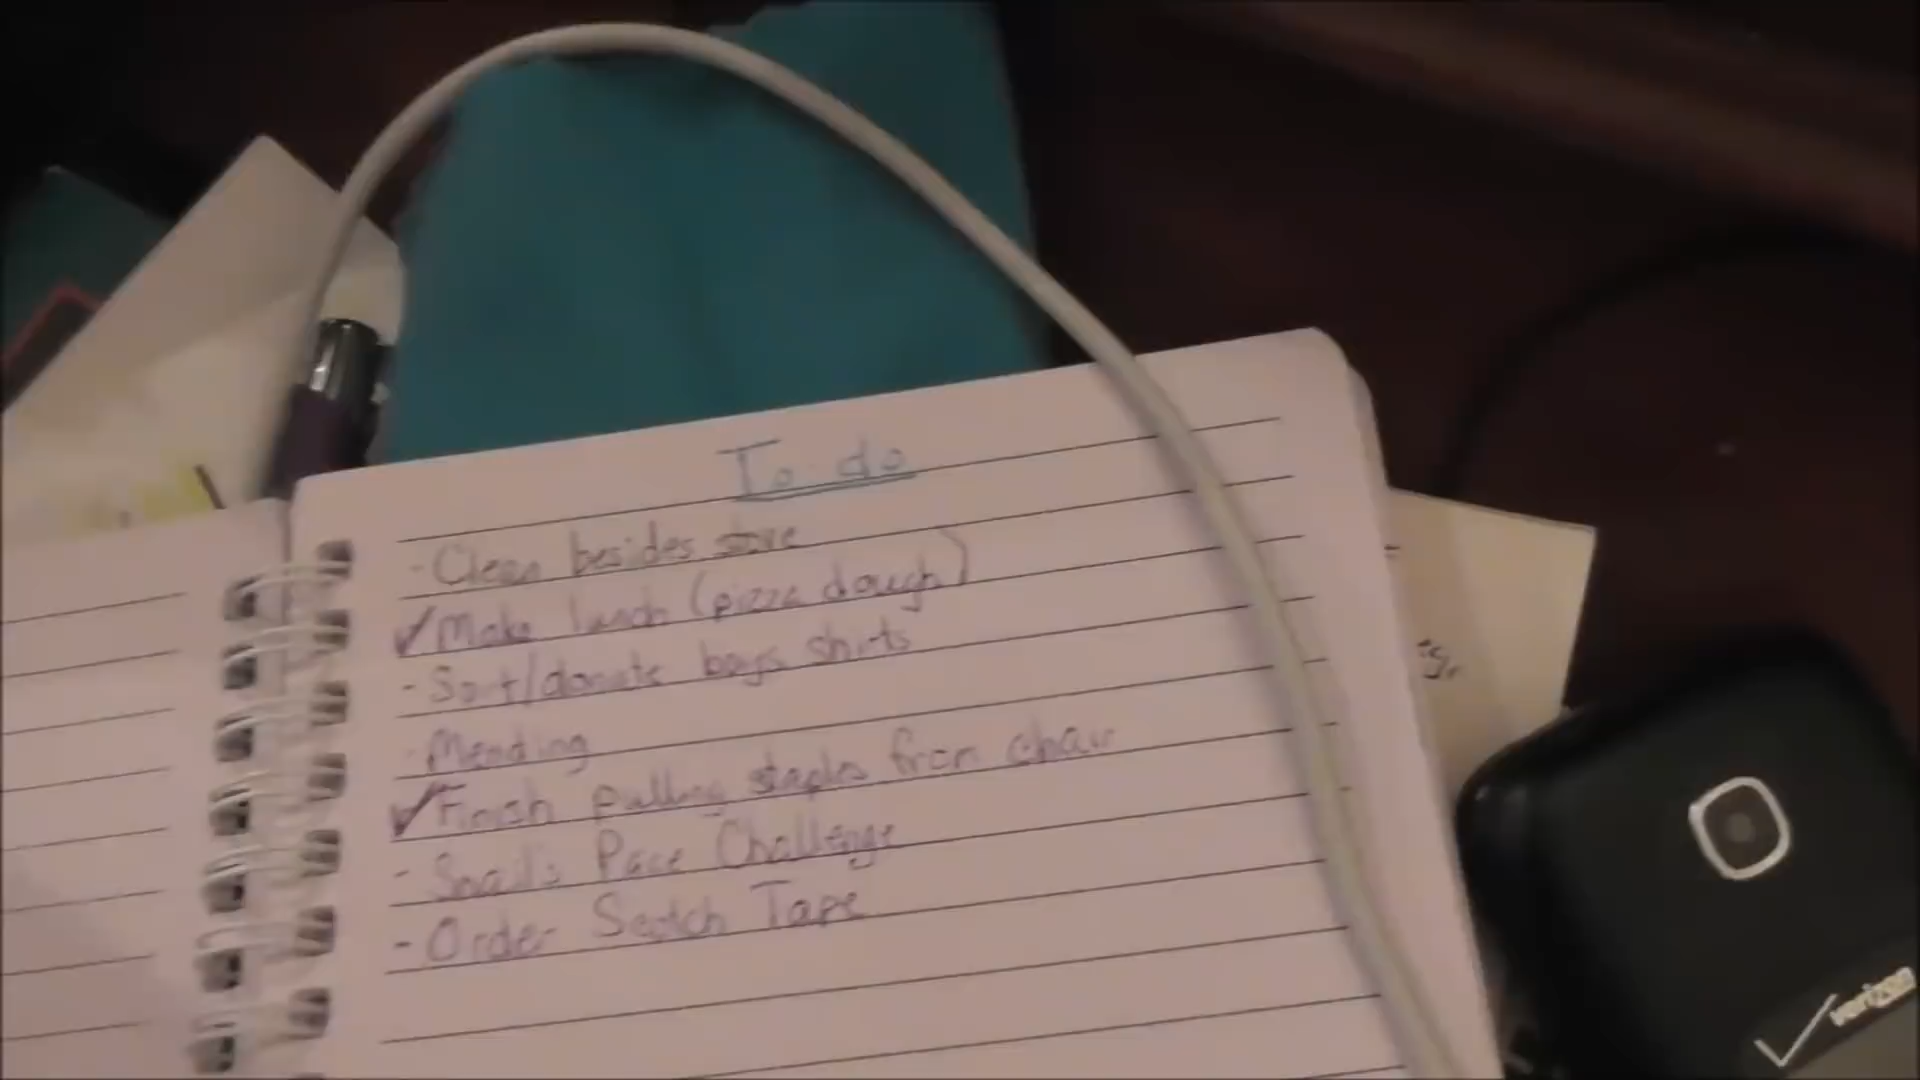 To do
- Clean besides stove
✓ Make lunch (pizza dough)
- Sort/donate boys shirts
- Mending
✓ Finish pulling staples from chair
- Snail's Pace Challenge
- Order Scotch Tape
verizon